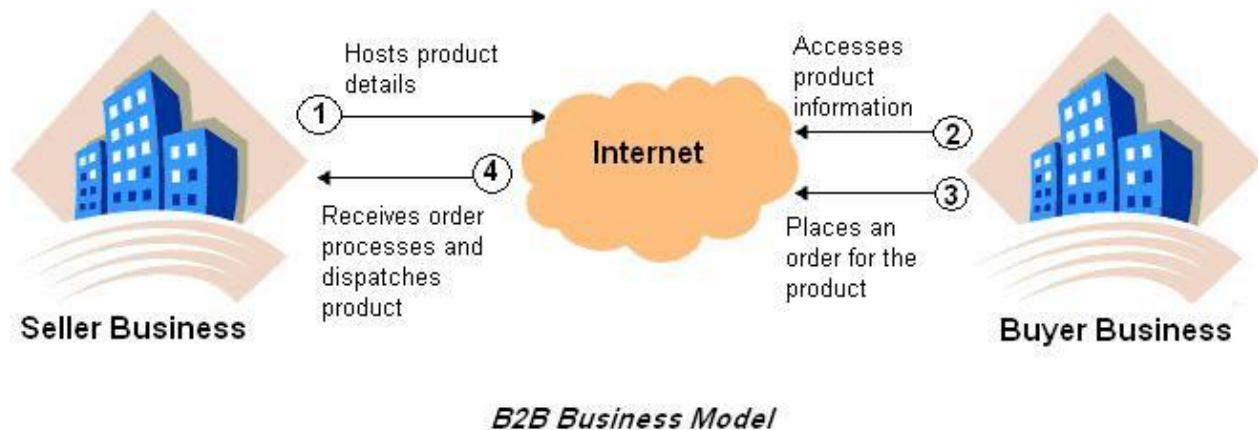 Hosts product
details
1
4
Receives order
processes and
dispatches
product
Seller Business
Internet
Accesses
product
information
2
3
Places an
order for the
product
Buyer Business
B2B Business Model